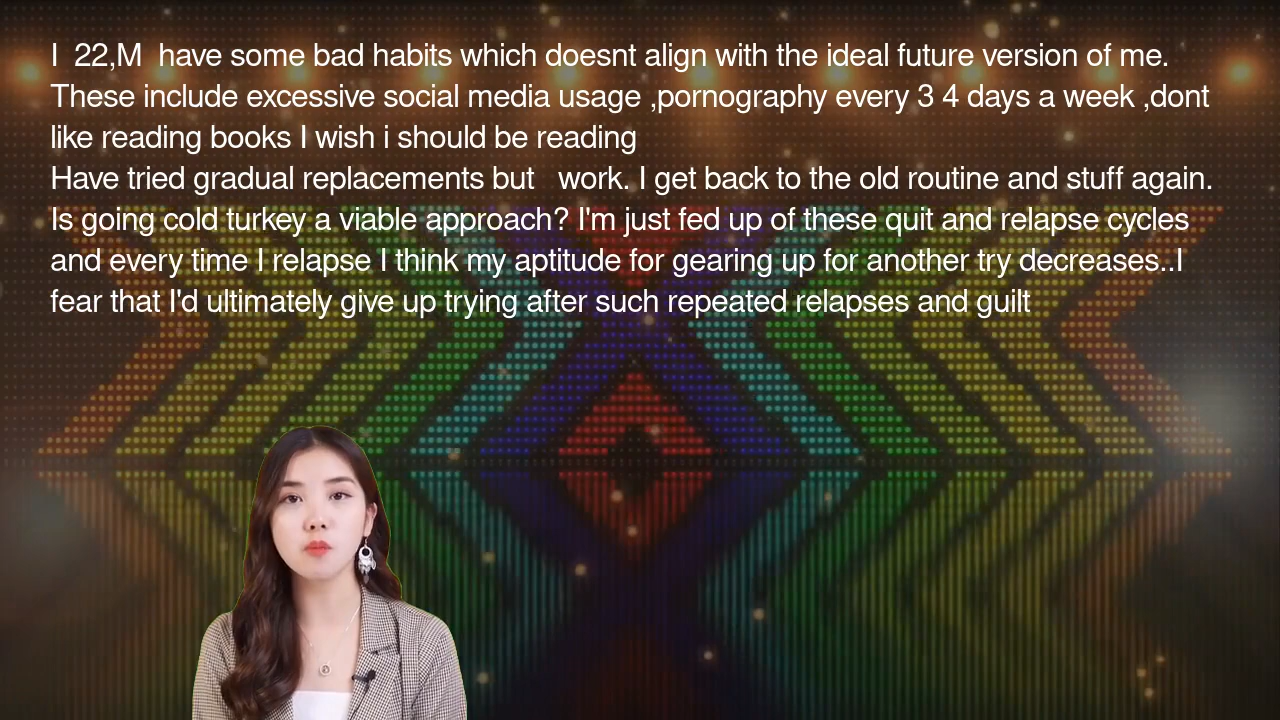 I  22,M  have some bad habits which doesnt align with the ideal future version of me.
These include excessive social media usage ,pornography every 3 4 days a week ,dont
like reading books I wish i should be reading
Have tried gradual replacements but   work. I get back to the old routine and stuff again.
Is going cold turkey a viable approach? I'm just fed up of these quit and relapse cycles
and every time I relapse I think my aptitude for gearing up for another try decreases..I
fear that I'd ultimately give up trying after such repeated relapses and guilt